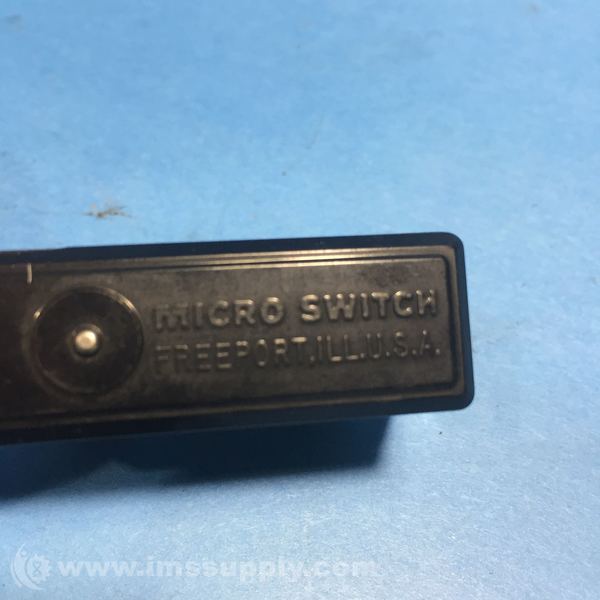 MICRO SWITCH
FREEPORT,ILL.U.S.A.
www.imssupply.com